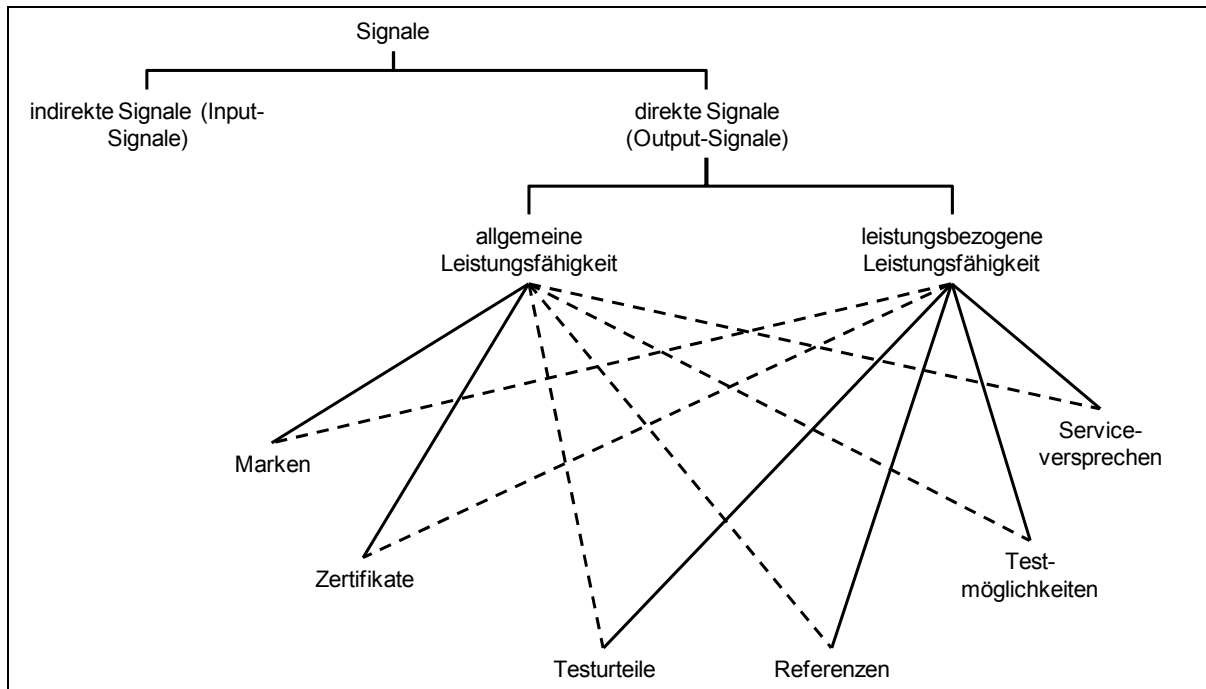 Signale
indirekte Signale (Input-
Signale)
direkte Signale
(Output-Signale)
allgemeine
Leistungsfähigkeit
leistungsbezogene
Leistungsfähigkeit
Marken
Service-
versprechen
Zertifikate
Test-
möglichkeiten
Testurteile
Referenzen